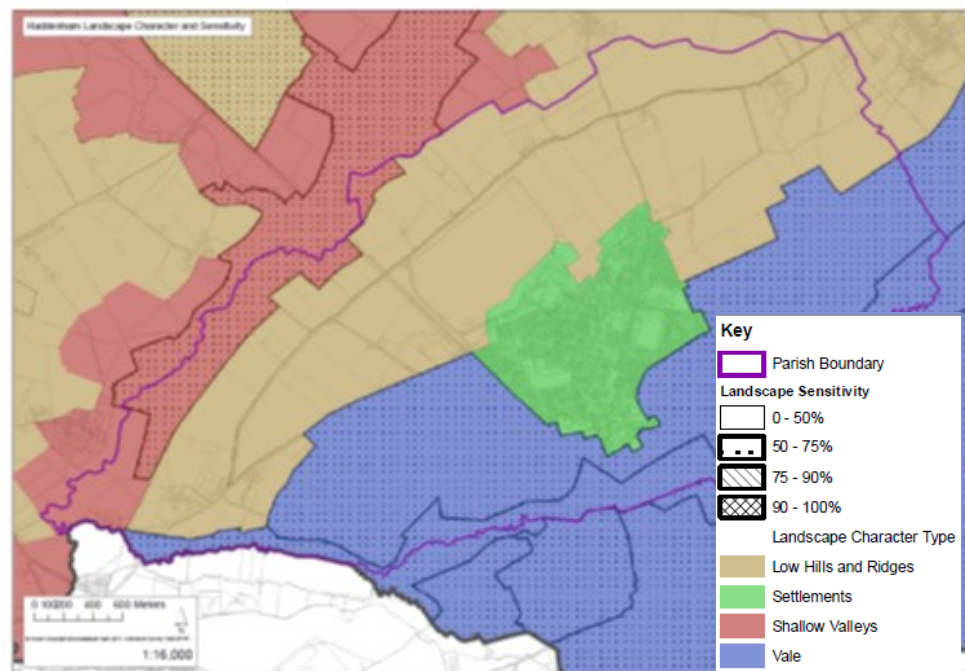 Haddenham Landscape Character and Sensitivity
Key
Parish Boundary
Landscape Sensitivity
0 - 50%
50 - 75%
75 - 90%
90 - 100%
Landscape Character Type
Low Hills and Ridges
Settlements
Shallow Valleys
Vale
0 100200 400 600 Meters
1:16,000